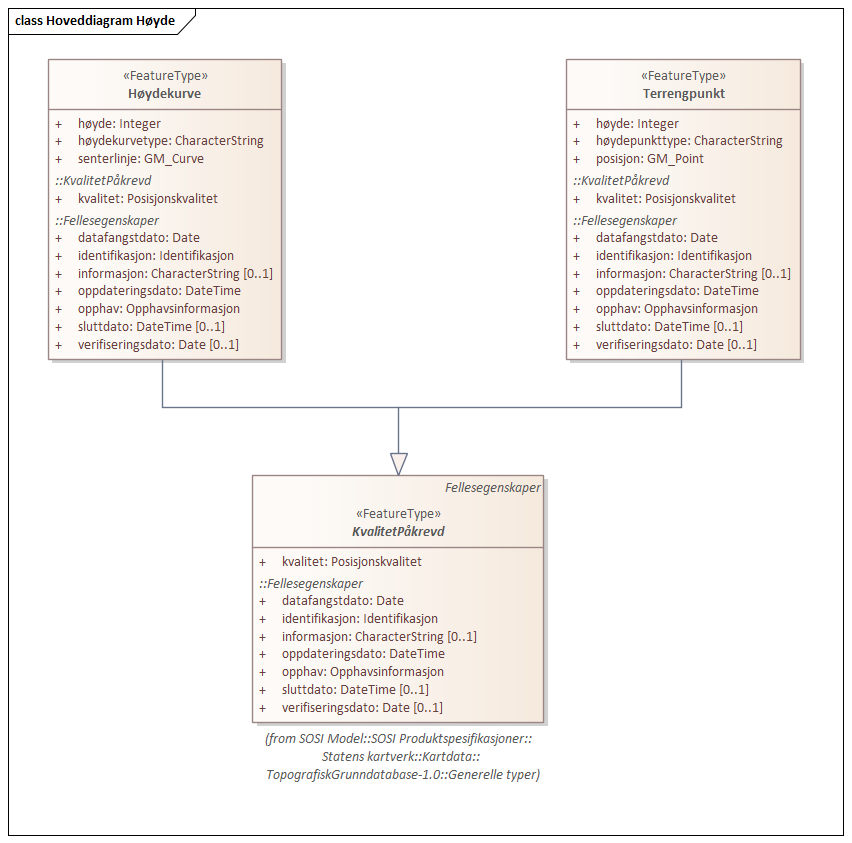 class Hoveddiagram Høyde
«FeatureType»
Høydekurve
+ høyde: Integer
+ høydekurvetype: CharacterString
+ senterlinje: GM_Curve
::KvalitetPåkrevd
+ kvalitet: Posisjonskvalitet
::Fellesegenskaper
+ datafangstdato: Date
+ identifikasjon: Identifikasjon
+ informasjon: CharacterString [0..1]
+ oppdateringsdato: DateTime
+ opphav: Opphavsinformasjon
+ sluttdato: DateTime [0..1]
+ verifiseringsdato: Date [0..1]
«FeatureType»
Terrengpunkt
+ høyde: Integer
+ høydepunkttype: CharacterString
+ posisjon: GM_Point
::KvalitetPåkrevd
+ kvalitet: Posisjonskvalitet
::Fellesegenskaper
+ datafangstdato: Date
+ identifikasjon: Identifikasjon
+ informasjon: CharacterString [0..1]
+ oppdateringsdato: DateTime
+ opphav: Opphavsinformasjon
+ sluttdato: DateTime [0..1]
+ verifiseringsdato: Date [0..1]
Fellesegenskaper
«FeatureType»
KvalitetPåkrevd
+ kvalitet: Posisjonskvalitet
::Fellesegenskaper
+ datafangstdato: Date
+ identifikasjon: Identifikasjon
+ informasjon: CharacterString [0..1]
+ oppdateringsdato: DateTime
+ opphav: Opphavsinformasjon
+ sluttdato: DateTime [0..1]
+ verifiseringsdato: Date [0..1]
(from SOSI Model::SOSI Produktspesifikasjoner::
Statens kartverk::Kartdata::
TopografiskGrunndatabase-1.0::Generelle typer)